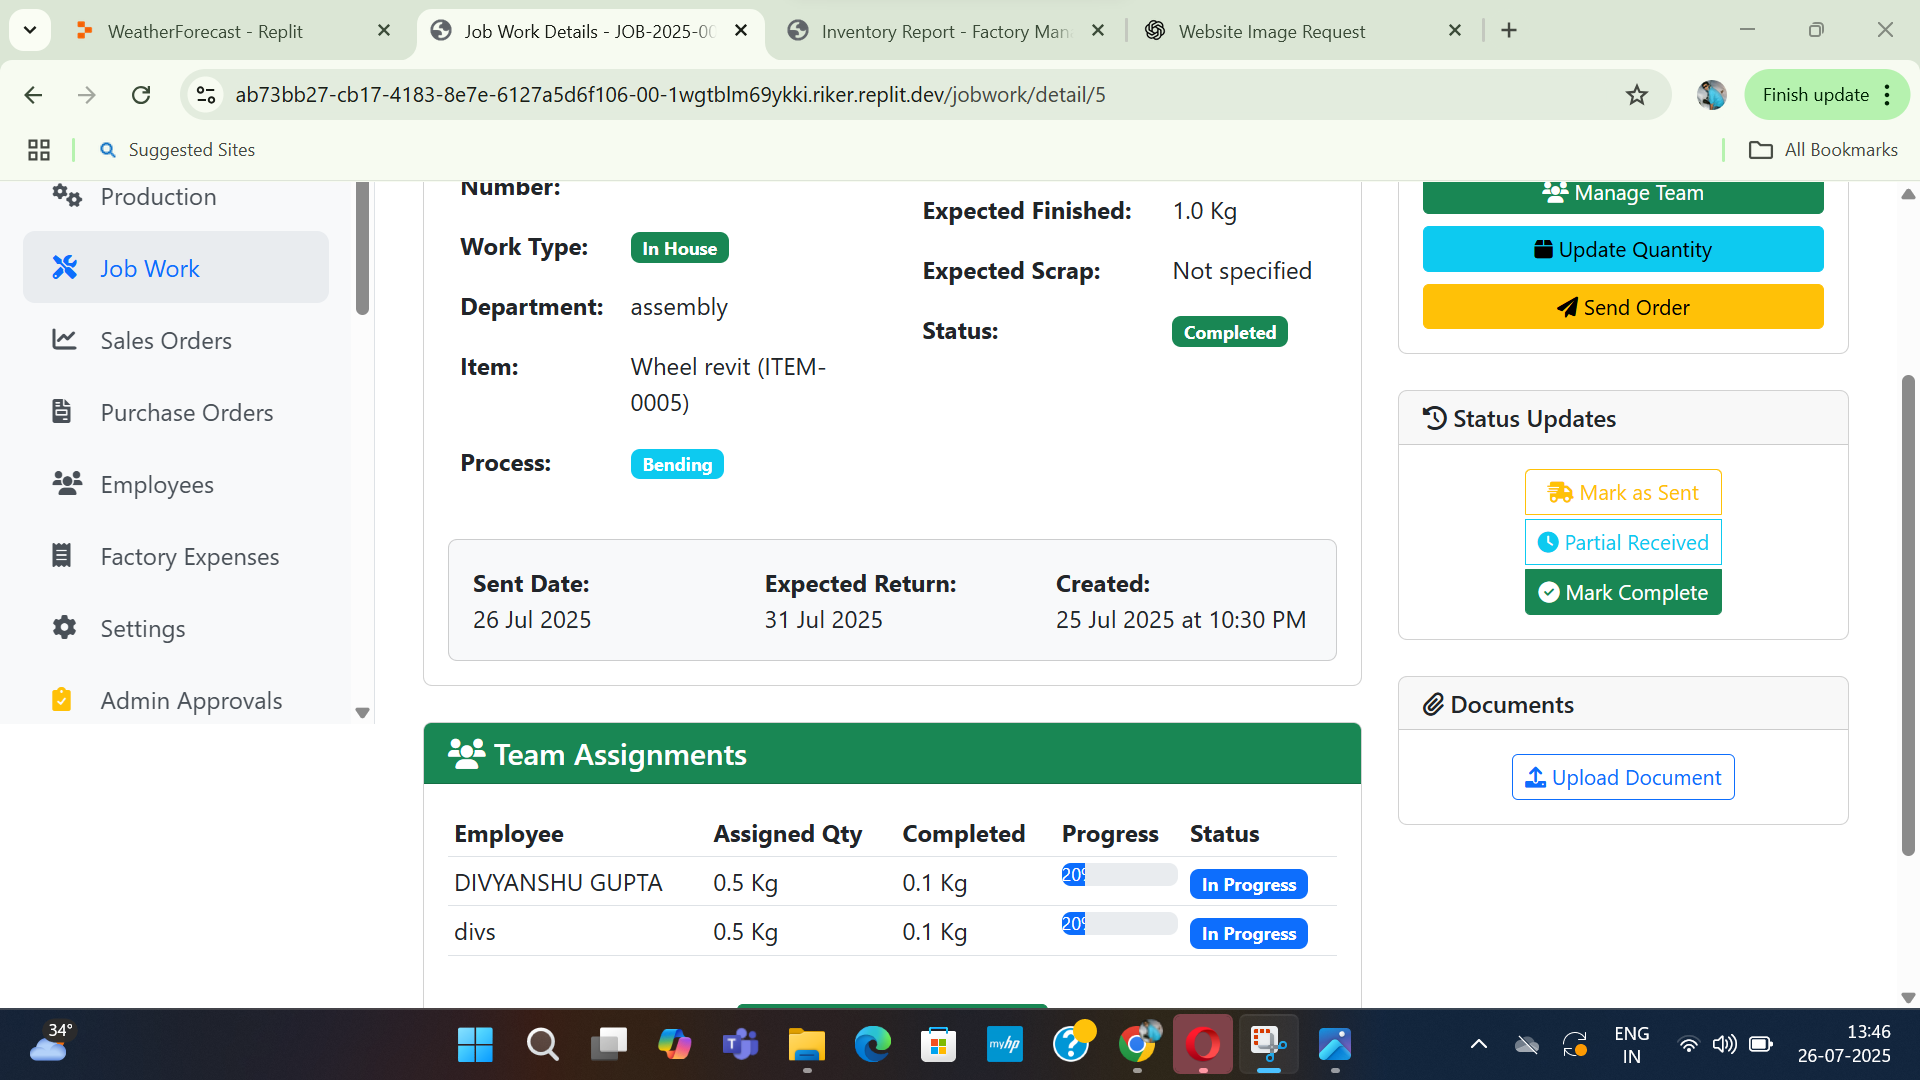 WeatherForecast - Replit
Job Work Details - JOB-2025-00
Inventory Report - Factory Man
Website Image Request
ab73bb27-cb17-4183-8e7e-6127a5d6f106-00-1wgtblm69ykki.riker.replit.dev/jobwork/detail/5
Finish update
Suggested Sites
All Bookmarks
Production
Job Work
Sales Orders
Purchase Orders
Employees
Factory Expenses
Settings
Admin Approvals
Number:
Work Type: In House
Department: assembly
Item: Wheel revit (ITEM-
0005)
Process: Bending
Expected Finished: 1.0 Kg
Expected Scrap: Not specified
Status: Completed
Sent Date: Expected Return: Created:
26 Jul 2025 31 Jul 2025 25 Jul 2025 at 10:30 PM
Team Assignments
Employee Assigned Qty Completed Progress Status
DIVYANSHU GUPTA 0.5 Kg 0.1 Kg 20% In Progress
divs 0.5 Kg 0.1 Kg 20% In Progress
Manage Team
Update Quantity
Send Order
Status Updates
Mark as Sent
Partial Received
Mark Complete
Documents
Upload Document
34°
myhp
ENG
IN
13:46
26-07-2025